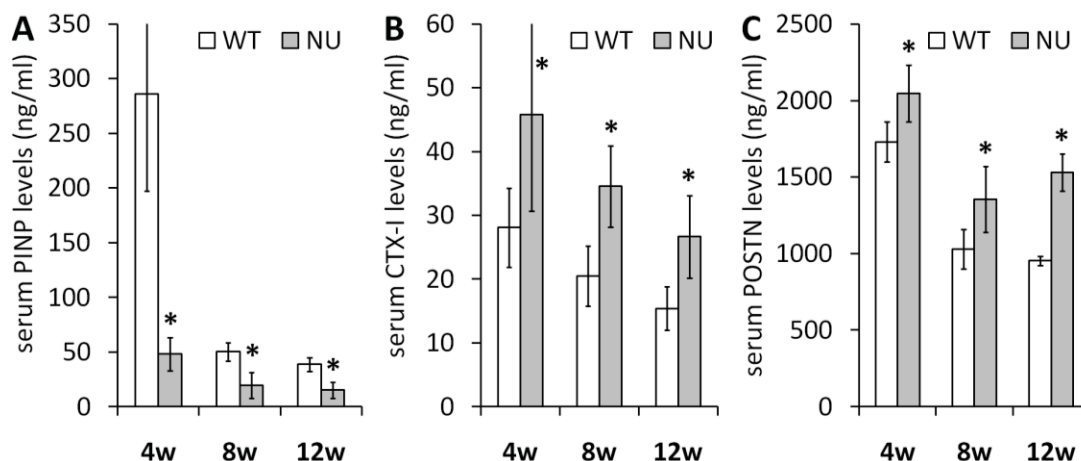 A
serum PINP levels (ng/ml)
350
300
250
200
150
100
50
0
WT NU
*
*
*
4w 8w 12w
B
serum CTX-I levels (ng/ml)
60
50
40
30
20
10
0
WT NU
*
*
*
4w 8w 12w
C
serum POSTN levels (ng/ml)
2500
2000
1500
1000
500
0
WT NU
*
*
*
4w 8w 12w